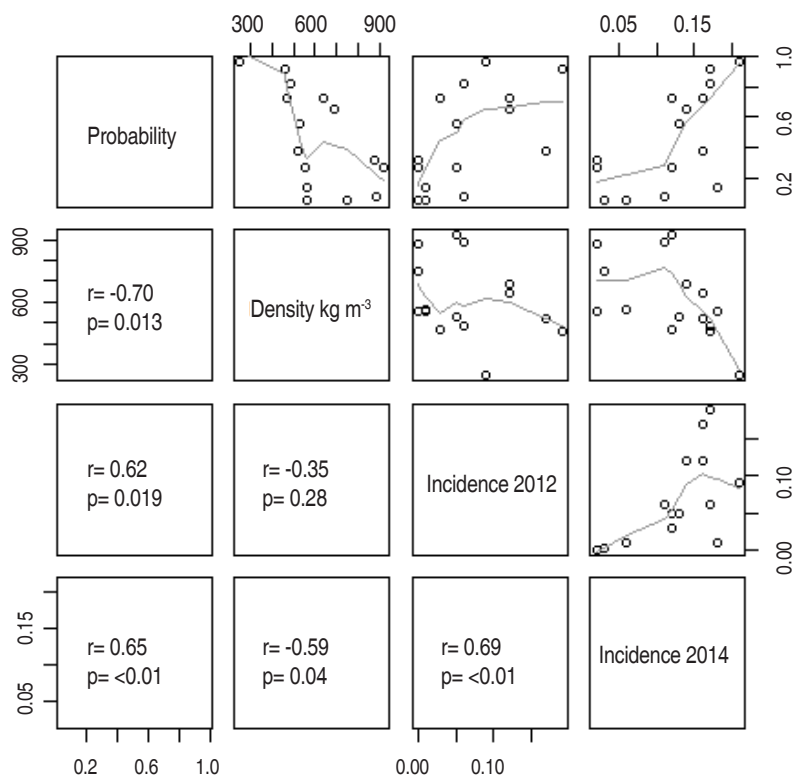 300 600 900
0.05 0.15
Probability
0.2 0.6 1.0
300 600 900
r= -0.70
p= 0.013
Density kg m-3
r= 0.62
p= 0.019
r= -0.35
p= 0.28
Incidence 2012
0.00 0.10
0.05 0.15
r= 0.65
p= <0.01
r= -0.59
p= 0.04
r= 0.69
p= <0.01
Incidence 2014
0.2 0.6 1.0
0.00 0.10